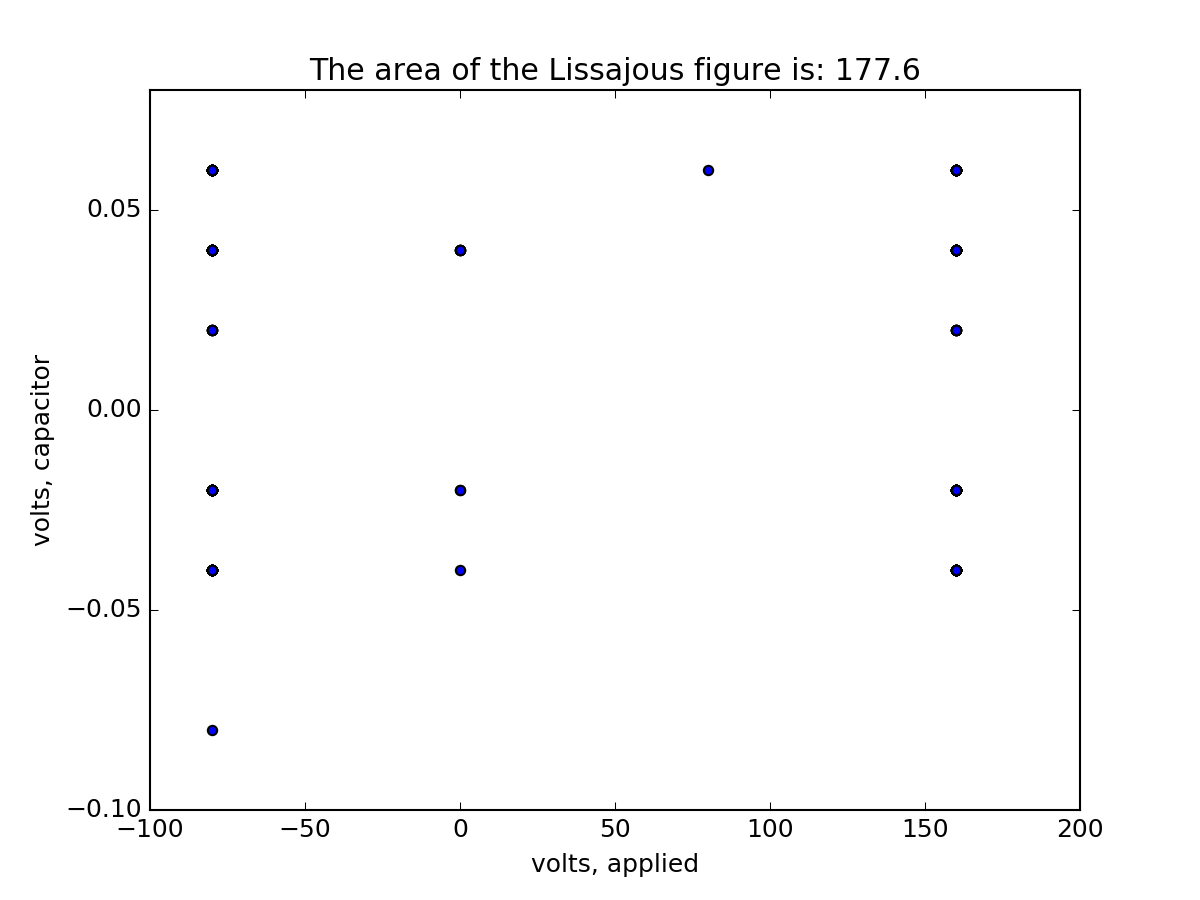 The area of the Lissajous figure is: 177.6
volts, capacitor
0.05
0.00
−0.05
−0.10
−100 −50 0 50 100 150 200
volts, applied